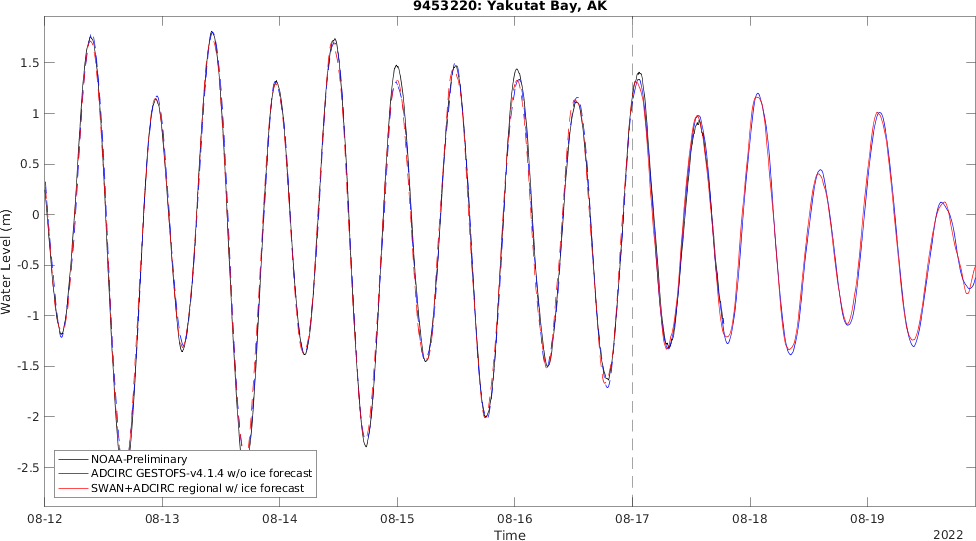 9453220: Yakutat Bay, AK
Water Level (m)
1.5
1
0.5
0
-0.5
-1
-1.5
-2
-2.5
NOAA-Preliminary
ADCIRC GESTOFS-v4.1.4 w/o ice forecast
SWAN+ADCIRC regional w/ ice forecast
08-12 08-13 08-14 08-15 08-16 08-17 08-18 08-19
Time
2022